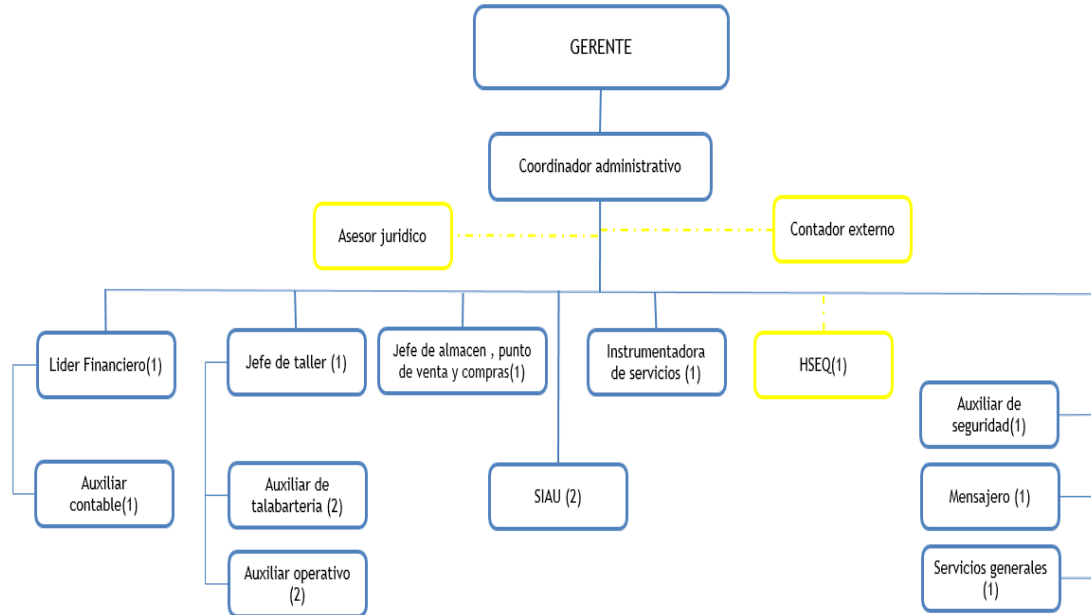 GERENTE
Coordinador administrativo
Asesor juridico
Contador externo
Lider Financiero(1)
Jefe de taller (1)
Jefe de almacen , punto
de venta y compras(1)
Instrumentadora
de servicios (1)
HSEQ(1)
Auxiliar de
seguridad(1)
Auxiliar
contable(1)
Auxiliar de
talabarteria (2)
SIAU (2)
Mensajero (1)
Auxiliar operativo
(2)
Servicios generales
(1)